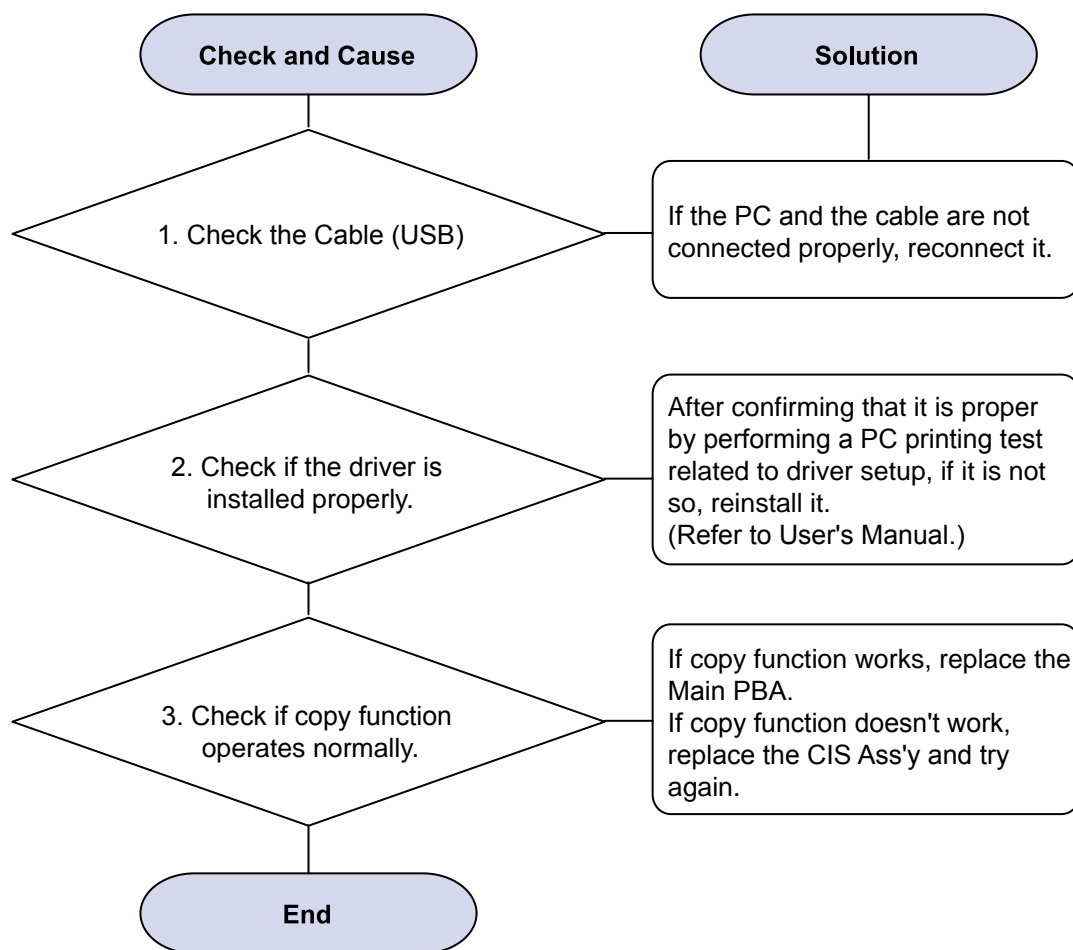 Check and Cause
Solution
1. Check the Cable (USB)
If the PC and the cable are not
connected properly, reconnect it.
2. Check if the driver is
installed properly.
After confirming that it is proper
by performing a PC printing test
related to driver setup, if it is not
so, reinstall it.
(Refer to User's Manual.)
3. Check if copy function
operates normally.
If copy function works, replace the
Main PBA.
If copy function doesn't work,
replace the CIS Ass'y and try
again.
End